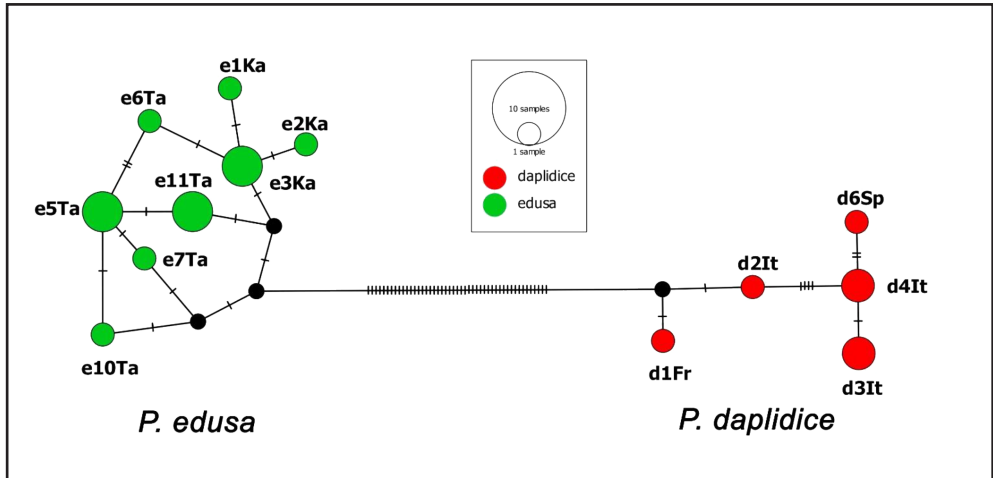 e1Ka
e6Ta
e2Ka
e11Ta
e3Ka
e5Ta
e7Ta
e10Ta
P. edusa
10 samples
1 sample
daplidice
edusa
d6Sp
d2It
d4It
d1Fr
d3It
P. daplidice